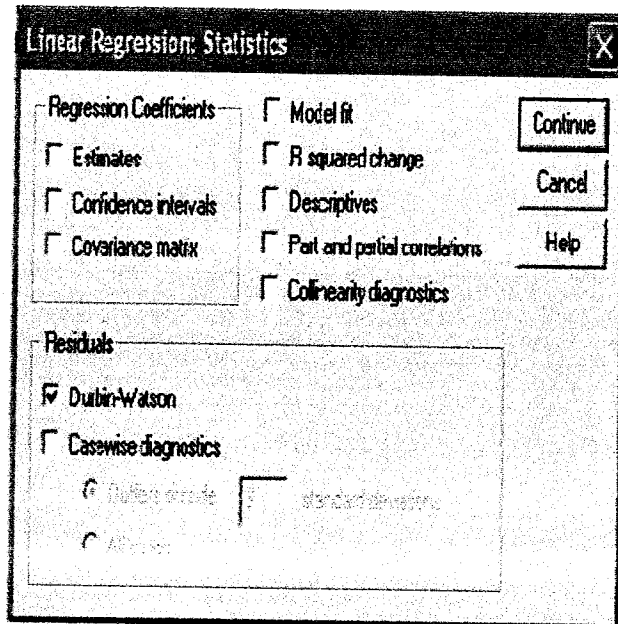 Linear Regression: Statistics
Regression Coefficients
Estimates
Confidence intervals
Covariance matrix
Model fit
R squared change
Descriptives
Part and partial correlations
Collinearity diagnostics
Continue
Cancel
Help
Residuals
Durbin-Watson
Casewise diagnostics